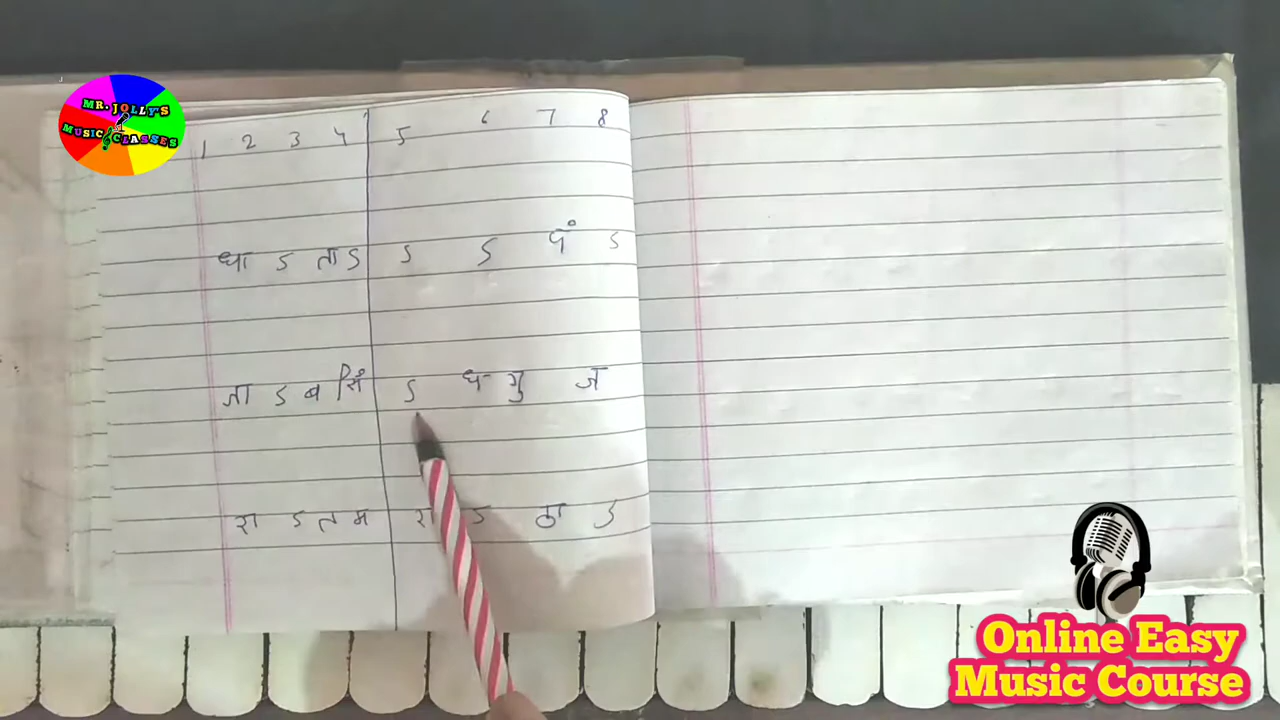 MR. JOLLY'S
MUSIC CLASSES
1 2 3 4 5 6 7 8
धा ऽ ता ऽ ऽ ऽ पं ऽ
जा ऽ ब सिं ऽ ध गु ज
रा ऽ त म रा ऽ ठा ऽ
Online Easy
Music Course